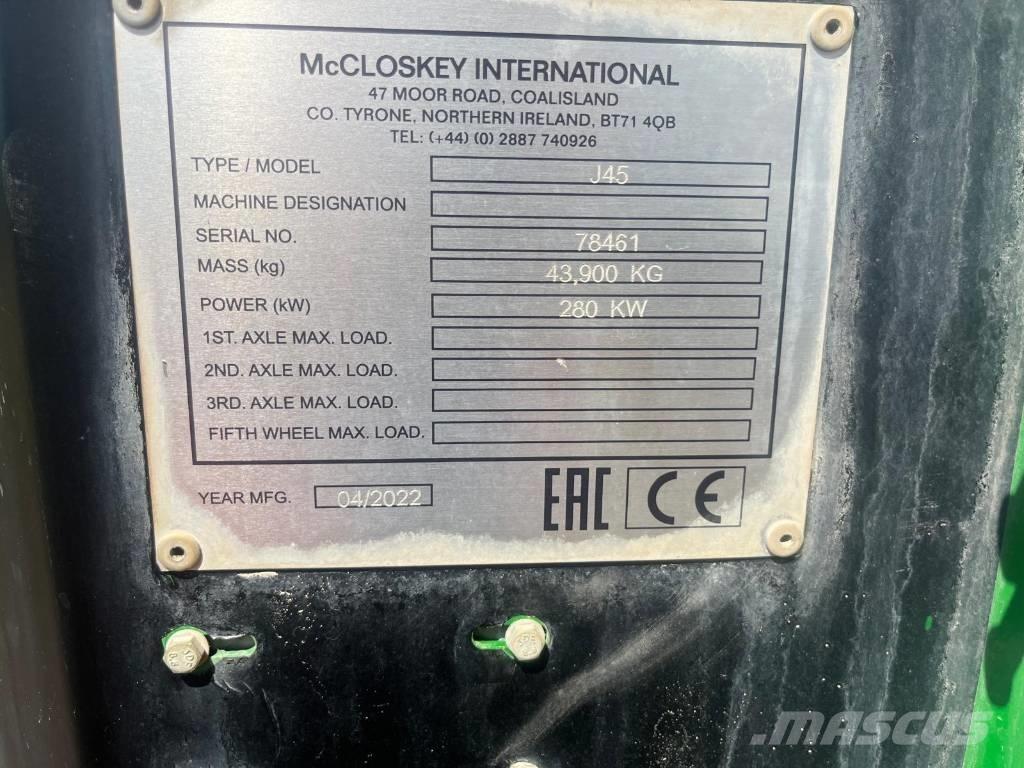 McCLOSKEY INTERNATIONAL
47 MOOR ROAD, COALISLAND
CO. TYRONE, NORTHERN IRELAND, BT71 4QB
TEL: (+44) (0) 2887 740926
TYPE / MODEL J45
MACHINE DESIGNATION
SERIAL NO. 78461
MASS (kg) 43,900 KG
POWER (kW) 280 KW
1ST. AXLE MAX. LOAD.
2ND. AXLE MAX. LOAD.
3RD. AXLE MAX. LOAD.
FIFTH WHEEL MAX. LOAD.
YEAR MFG. 04/2022 EAC CE
MASCUS